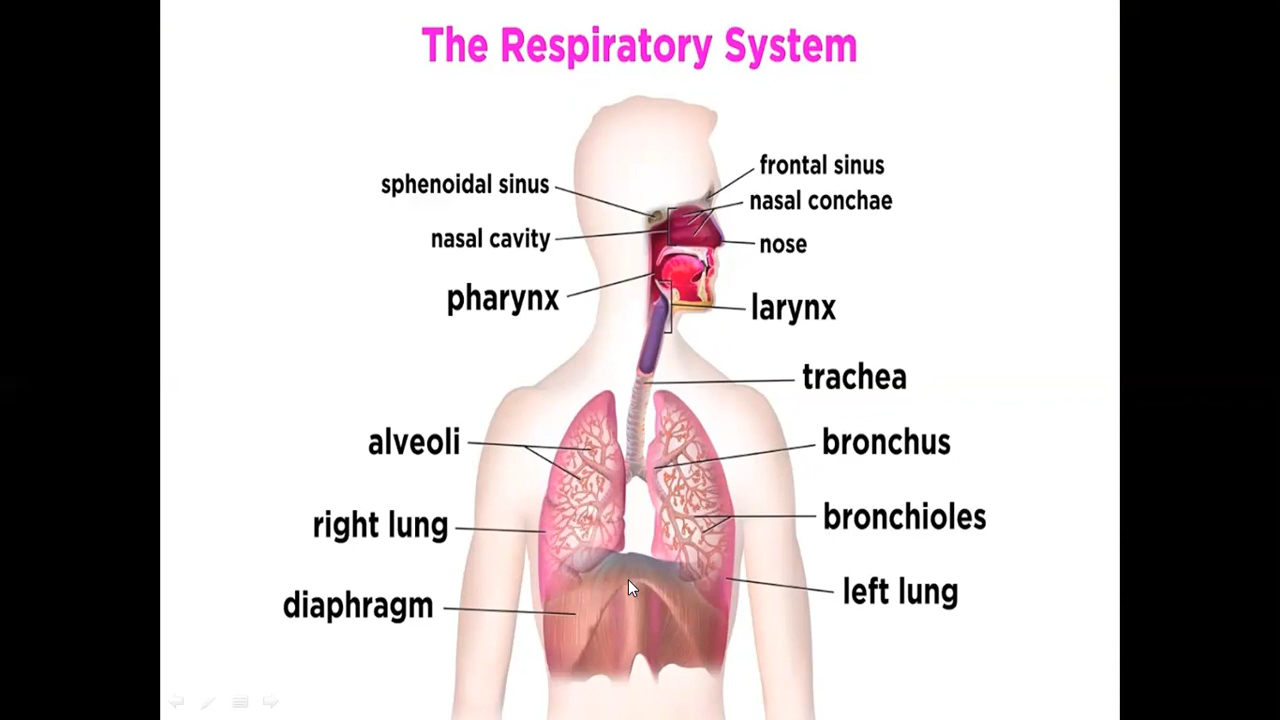 The Respiratory System
frontal sinus
sphenoidal sinus
nasal conchae
nasal cavity
nose
pharynx
larynx
trachea
alveoli
bronchus
right lung
bronchioles
left lung
diaphragm